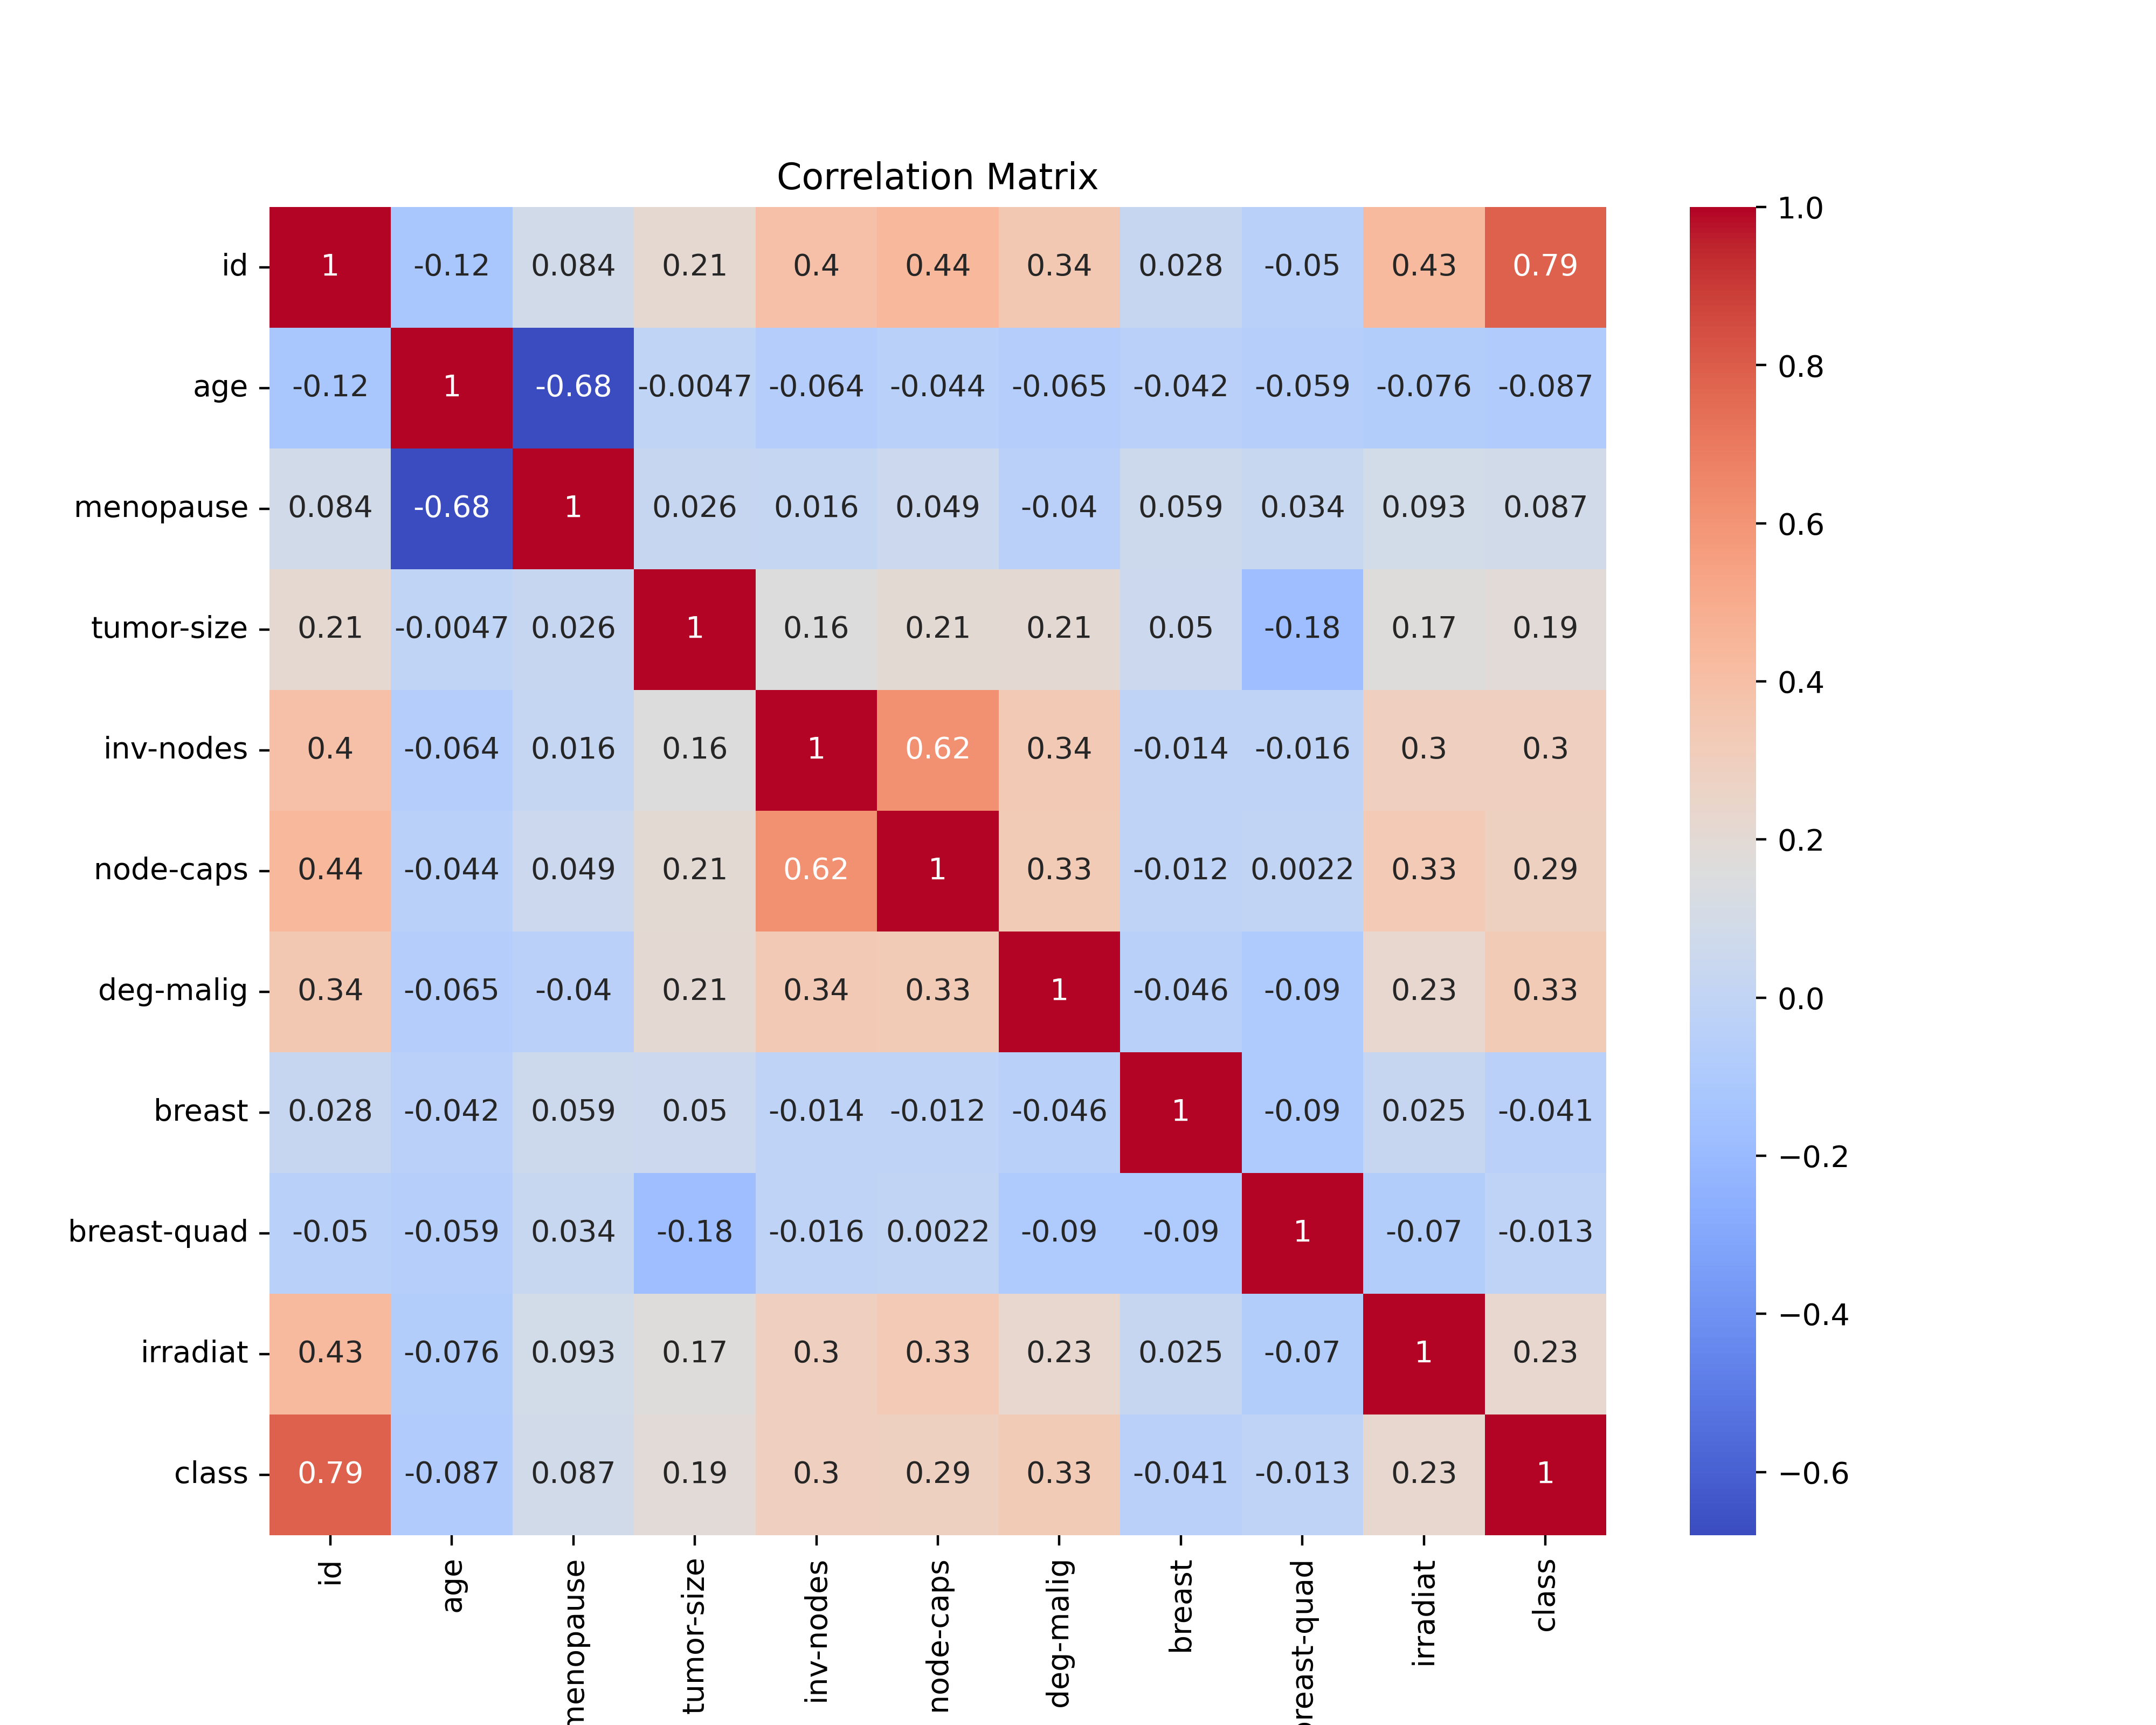 Correlation Matrix
id 1 -0.12 0.084 0.21 0.4 0.44 0.34 0.028 -0.05 0.43 0.79
age -0.12 1 -0.68 -0.0047 -0.064 -0.044 -0.065 -0.042 -0.059 -0.076 -0.087
menopause 0.084 -0.68 1 0.026 0.016 0.049 -0.04 0.059 0.034 0.093 0.087
tumor-size 0.21 -0.0047 0.026 1 0.16 0.21 0.21 0.05 -0.18 0.17 0.19
inv-nodes 0.4 -0.064 0.016 0.16 1 0.62 0.34 -0.014 -0.016 0.3 0.3
node-caps 0.44 -0.044 0.049 0.21 0.62 1 0.33 -0.012 0.0022 0.33 0.29
deg-malig 0.34 -0.065 -0.04 0.21 0.34 0.33 1 -0.046 -0.09 0.23 0.33
breast 0.028 -0.042 0.059 0.05 -0.014 -0.012 -0.046 1 -0.09 0.025 -0.041
breast-quad -0.05 -0.059 0.034 -0.18 -0.016 0.0022 -0.09 -0.09 1 -0.07 -0.013
irradiat 0.43 -0.076 0.093 0.17 0.3 0.33 0.23 0.025 -0.07 1 0.23
class 0.79 -0.087 0.087 0.19 0.3 0.29 0.33 -0.041 -0.013 0.23 1
id age menopause tumor-size inv-nodes node-caps deg-malig breast breast-quad irradiat class
1.0
0.8
0.6
0.4
0.2
0.0
−0.2
−0.4
−0.6